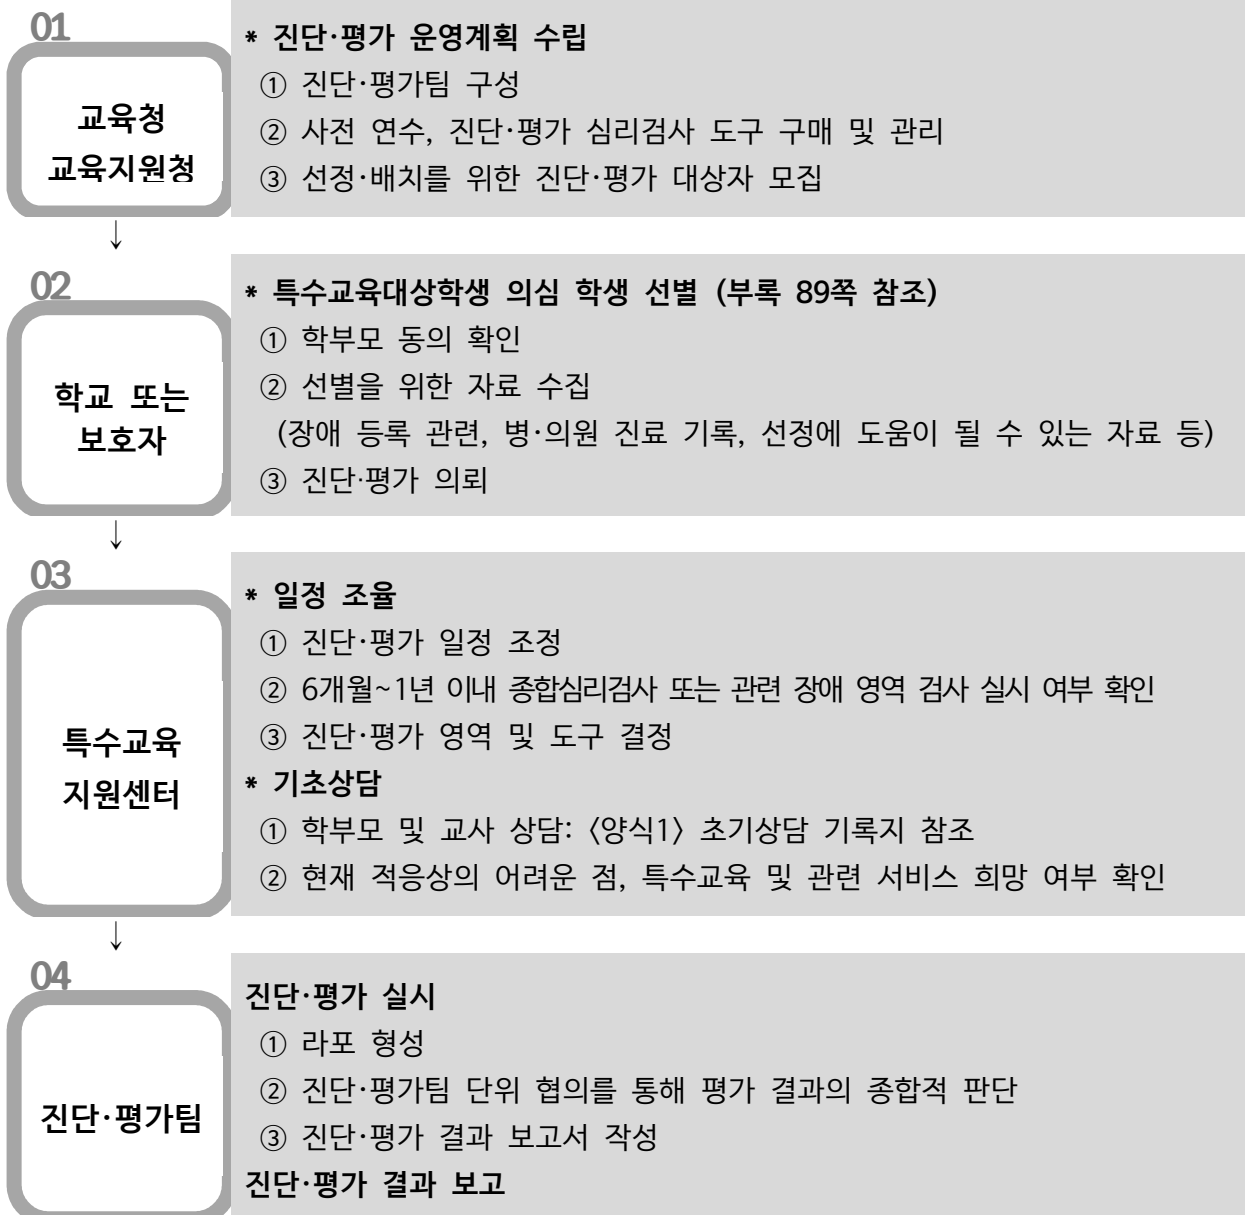 01
교육청
교육지원청
* 진단·평가 운영계획 수립
① 진단·평가팀 구성
② 사전 연수, 진단·평가 심리검사 도구 구매 및 관리
③ 선정·배치를 위한 진단·평가 대상자 모집
↓
02
학교 또는
보호자
* 특수교육대상학생 의심 학생 선별 (부록 89쪽 참조)
① 학부모 동의 확인
② 선별을 위한 자료 수집
(장애 등록 관련, 병·의원 진료 기록, 선정에 도움이 될 수 있는 자료 등)
③ 진단·평가 의뢰
↓
03
특수교육
지원센터
* 일정 조율
① 진단·평가 일정 조정
② 6개월~1년 이내 종합심리검사 또는 관련 장애 영역 검사 실시 여부 확인
③ 진단·평가 영역 및 도구 결정
* 기초상담
① 학부모 및 교사 상담: 〈양식1〉 초기상담 기록지 참조
② 현재 적응상의 어려운 점, 특수교육 및 관련 서비스 희망 여부 확인
↓
04
진단·평가팀
진단·평가 실시
① 라포 형성
② 진단·평가팀 단위 협의를 통해 평가 결과의 종합적 판단
③ 진단·평가 결과 보고서 작성
진단·평가 결과 보고